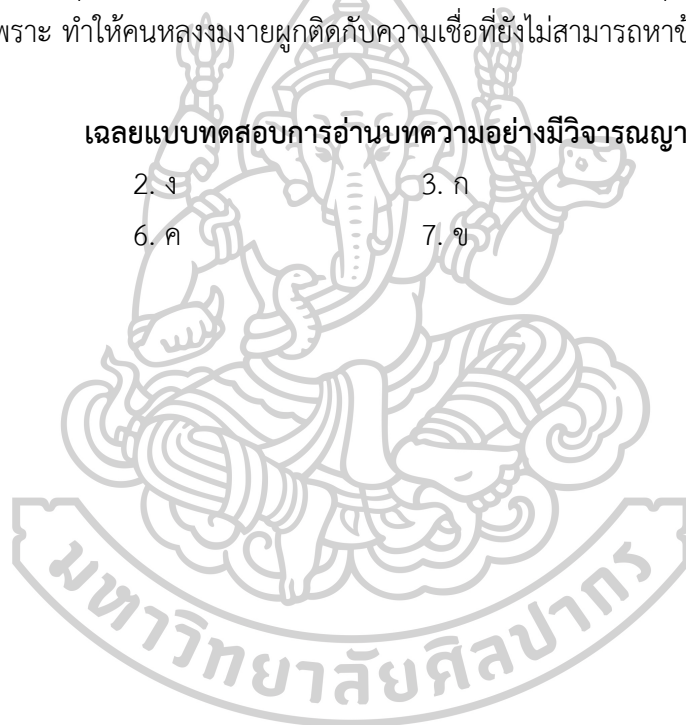 พราะ ทำให้คนหลงงมงายผูกติดกับความเชื่อที่ยังไม่สามารถหาข้
เฉลยแบบทดสอบการอ่านบทความอย่างมีวิจารณญา
2. ง 3. ก
6. ค 7. ข
มหาวิทยาลัยศิลปากร